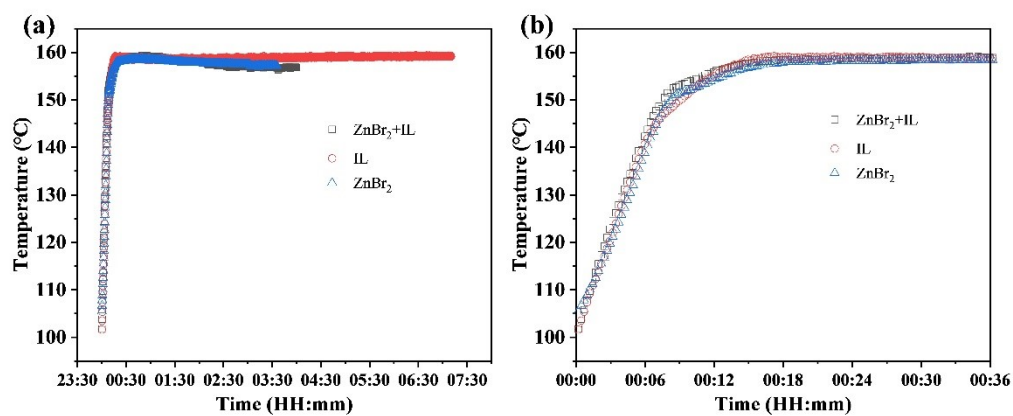 (a)
160
150
140
130
120
110
100
Temperature (°C)
ZnBr₂+IL
IL
ZnBr₂
23:30 00:30 01:30 02:30 03:30 04:30 05:30 06:30 07:30
Time (HH:mm)
(b)
160
150
140
130
120
110
100
Temperature (°C)
ZnBr₂+IL
IL
ZnBr₂
00:00 00:06 00:12 00:18 00:24 00:30 00:36
Time (HH:mm)